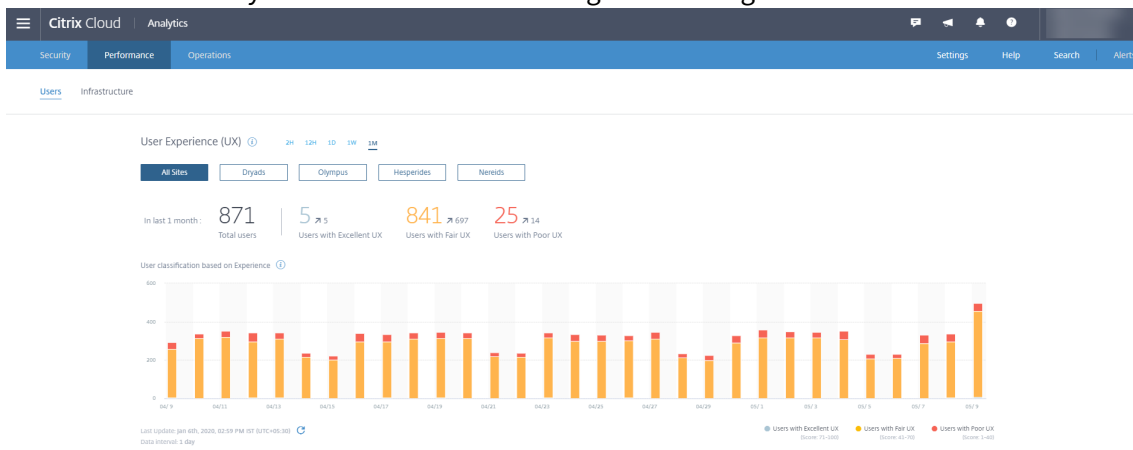 Citrix Cloud Analytics
Security Performance Operations Settings Help Search Alerts
Users Infrastructure
User Experience (UX) 2H 12H 1D 1W 1M
All Sites Dryads Olympus Hesperides Nereids
In last 1 month : 871 5 5 841 697 25 14
Total users Users with Excellent UX Users with Fair UX Users with Poor UX
User classification based on Experience
600
400
200
0
04/ 9 04/11 04/13 04/15 04/17 04/19 04/21 04/23 04/25 04/27 04/29 05/ 1 05/ 3 05/ 5 05/ 7 05/ 9
Last Update: Jan 6th, 2020, 02:59 PM IST (UTC+05:30)
Data interval: 1 day
Users with Excellent UX Users with Fair UX Users with Poor UX
(Score: 71-100) (Score: 41-70) (Score: 1-40)